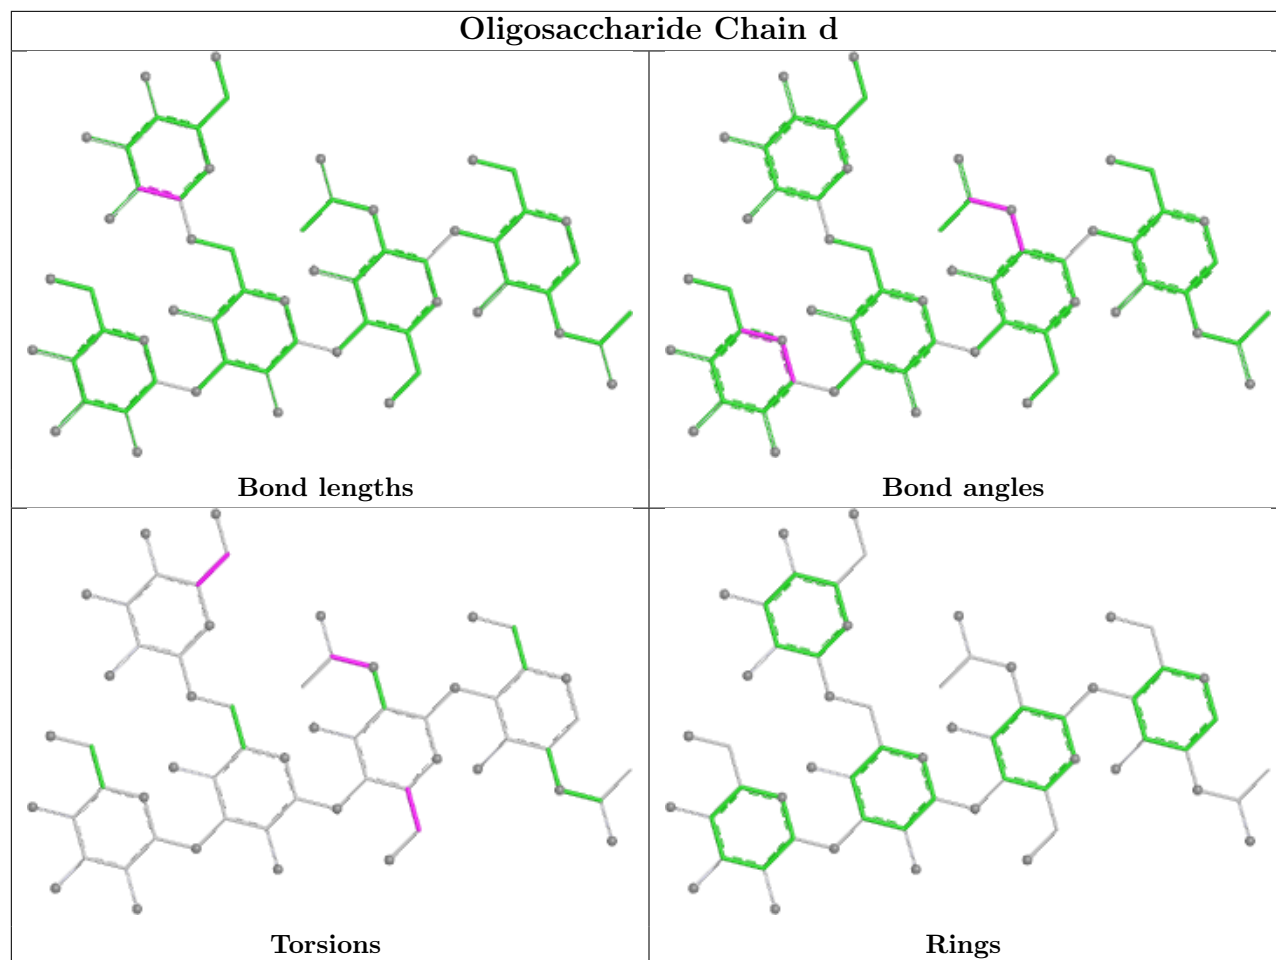 Oligosaccharide Chain d
Bond lengths
Bond angles
Torsions
Rings